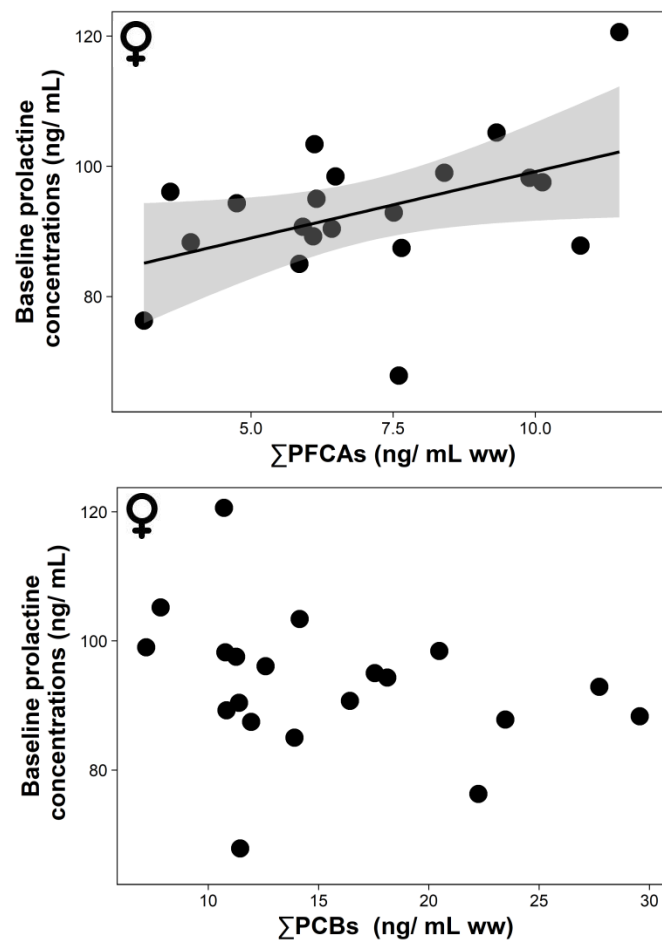 Baseline prolactine
concentrations (ng/ mL)
120
100
80
5.0 7.5 10.0
∑PFCAs (ng/ mL ww)
Baseline prolactine
concentrations (ng/ mL)
120
100
80
10 15 20 25 30
∑PCBs (ng/ mL ww)